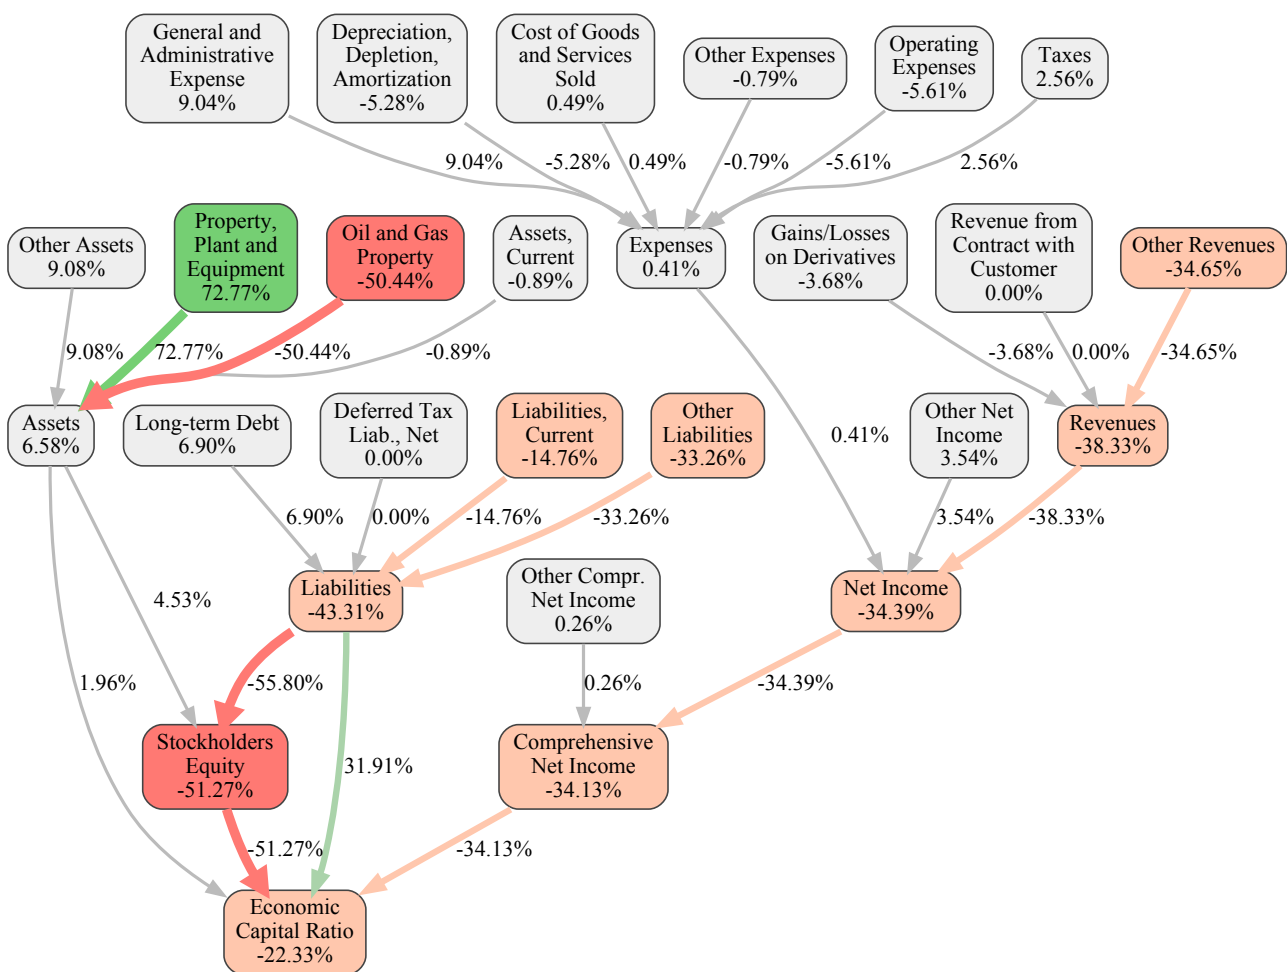 General and
Administrative
Expense
9.04%
Depreciation,
Depletion,
Amortization
-5.28%
Cost of Goods
and Services
Sold
0.49%
Other Expenses
-0.79%
Operating
Expenses
-5.61%
Taxes
2.56%
9.04%
-5.28%
0.49%
-0.79%
-5.61%
2.56%
Other Assets
9.08%
Property,
Plant and
Equipment
72.77%
Oil and Gas
Property
-50.44%
Assets,
Current
-0.89%
Expenses
0.41%
Gains/Losses
on Derivatives
-3.68%
Revenue from
Contract with
Customer
0.00%
Other Revenues
-34.65%
9.08%
72.77%
-50.44%
-0.89%
-3.68%
0.00%
-34.65%
Assets
6.58%
Long-term Debt
6.90%
Deferred Tax
Liab., Net
0.00%
Liabilities,
Current
-14.76%
Other
Liabilities
-33.26%
0.41%
Other Net
Income
3.54%
Revenues
-38.33%
6.90%
0.00%
-14.76%
-33.26%
3.54%
-38.33%
4.53%
Liabilities
-43.31%
Other Compr.
Net Income
0.26%
Net Income
-34.39%
1.96%
-55.80%
0.26%
-34.39%
Stockholders
Equity
-51.27%
31.91%
Comprehensive
Net Income
-34.13%
-51.27%
-34.13%
Economic
Capital Ratio
-22.33%